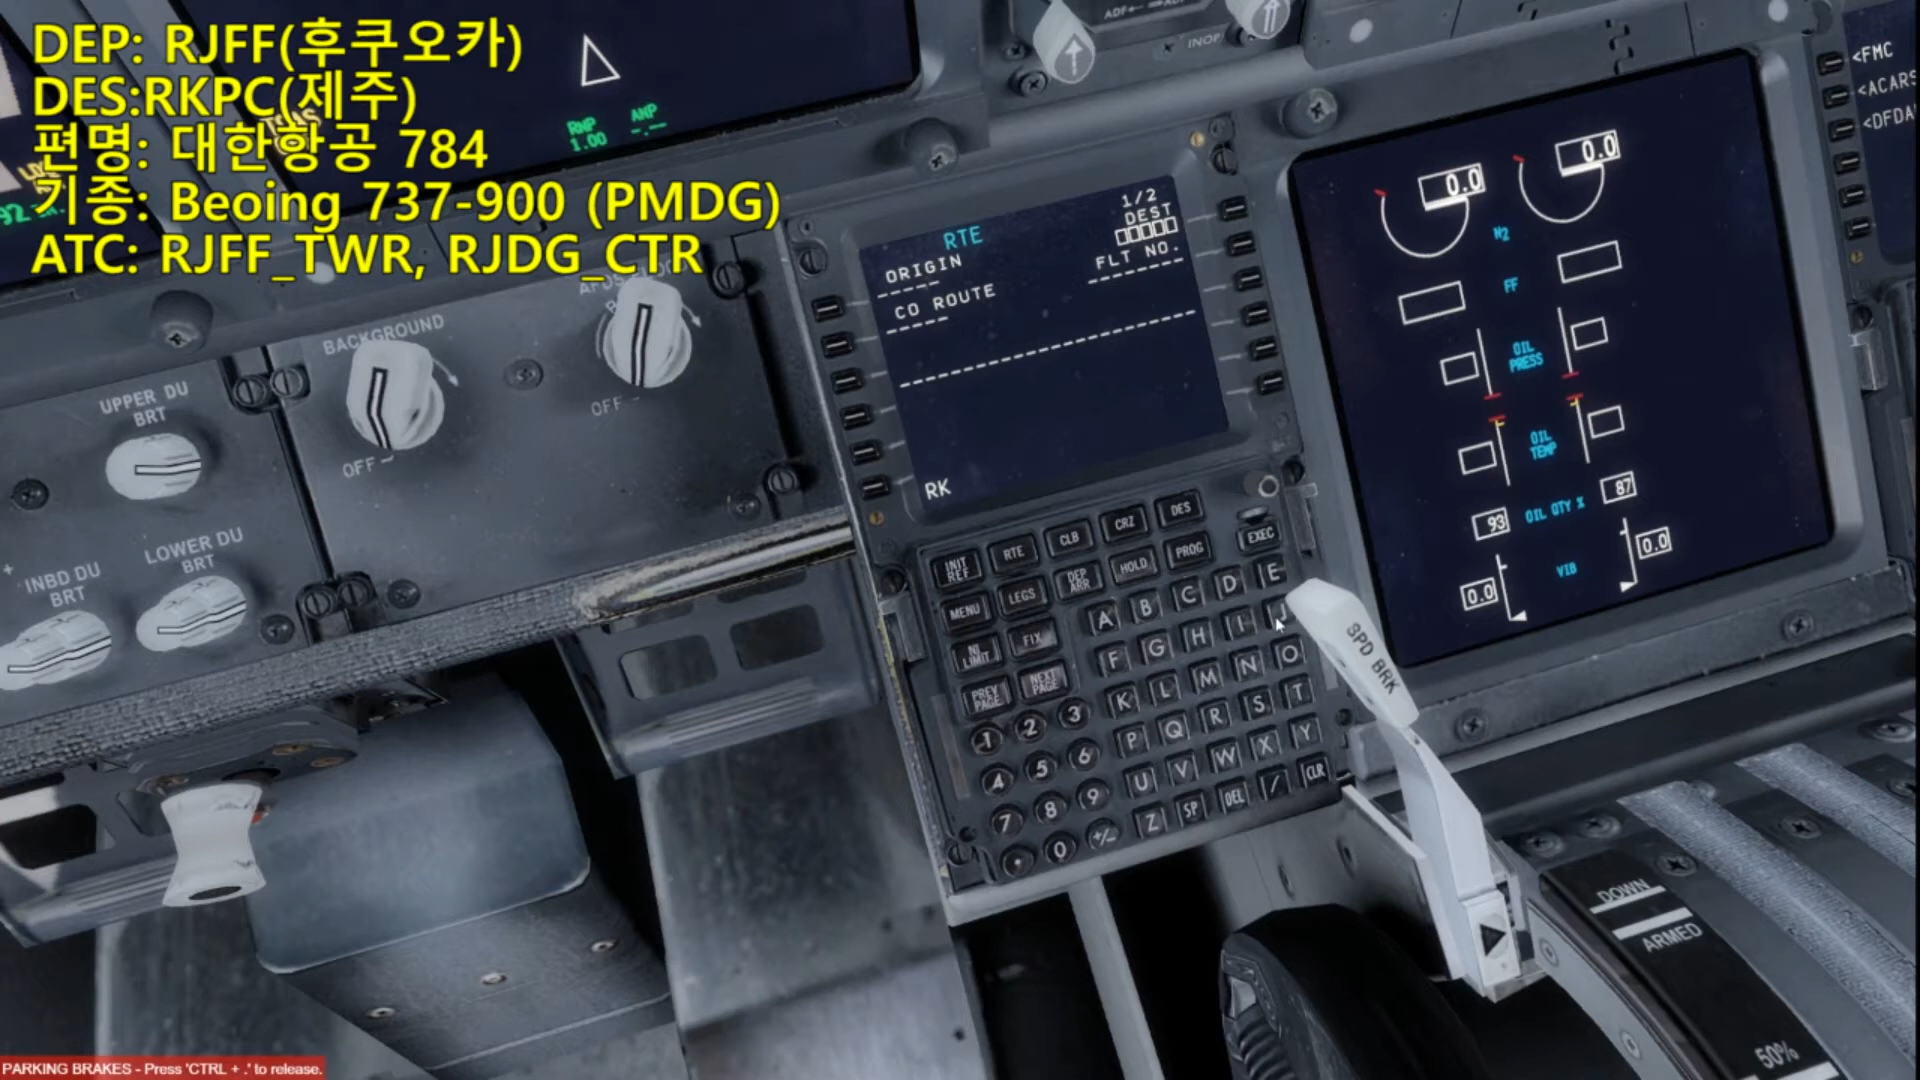 DEP: RJFF(후쿠오카)
DES:RKPC(제주)
편명: 대한항공 784
기종: Beoing 737-900 (PMDG)
ATC: RJFF_TWR, RJDG_CTR
RNP ANP
1.00 -.--
ADF
INOP
<FMC
<ACARS
<DFDA
BACKGROUND
OFF
OFF
UPPER DU
BRT
LOWER DU
BRT
INBD DU
BRT
1/2
RTE
DEST
ORIGIN
FLT NO.
CO ROUTE
RK
0.0 0.0
N2
FF
OIL
PRESS
OIL
TEMP
93 OIL QTY % 87
0.0 VIB 0.0
INIT
REF
RTE
CLB
CRZ
DES
MENU
LEGS
DEP
ARR
HOLD
PROG
EXEC
N1
LIMIT
FIX
PREV
PAGE
NEXT
PAGE
A B C D E
F G H I J
K L M N O
P Q R S T
U V W X Y
Z SP DEL / CLR
1 2 3
4 5 6
7 8 9
. 0 +/-
SPD BRK
DOWN
ARMED
50%
PARKING BRAKES - Press 'CTRL + .' to release.